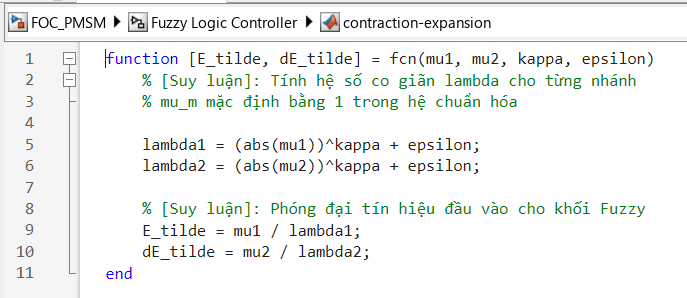 FOC_PMSM Fuzzy Logic Controller contraction-expansion
1 function [E_tilde, dE_tilde] = fcn(mu1, mu2, kappa, epsilon)
2 % [Suy luận]: Tính hệ số co giãn lambda cho từng nhánh
3 % mu_m mặc định bằng 1 trong hệ chuẩn hóa
4
5 lambda1 = (abs(mu1))^kappa + epsilon;
6 lambda2 = (abs(mu2))^kappa + epsilon;
7
8 % [Suy luận]: Phóng đại tín hiệu đầu vào cho khối Fuzzy
9 E_tilde = mu1 / lambda1;
10 dE_tilde = mu2 / lambda2;
11 end